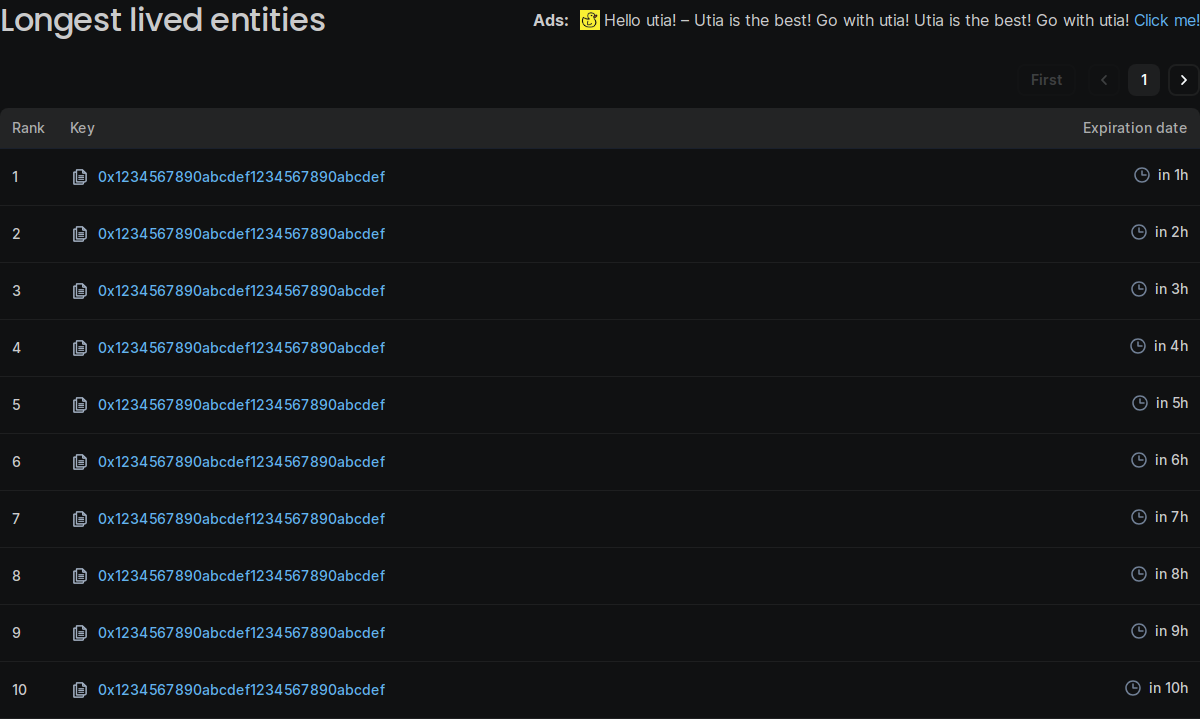 Longest lived entities
Ads: Hello utia! – Utia is the best! Go with utia! Utia is the best! Go with utia! Click me!
First 1
Rank Key Expiration date
1 0x1234567890abcdef1234567890abcdef in 1h
2 0x1234567890abcdef1234567890abcdef in 2h
3 0x1234567890abcdef1234567890abcdef in 3h
4 0x1234567890abcdef1234567890abcdef in 4h
5 0x1234567890abcdef1234567890abcdef in 5h
6 0x1234567890abcdef1234567890abcdef in 6h
7 0x1234567890abcdef1234567890abcdef in 7h
8 0x1234567890abcdef1234567890abcdef in 8h
9 0x1234567890abcdef1234567890abcdef in 9h
10 0x1234567890abcdef1234567890abcdef in 10h